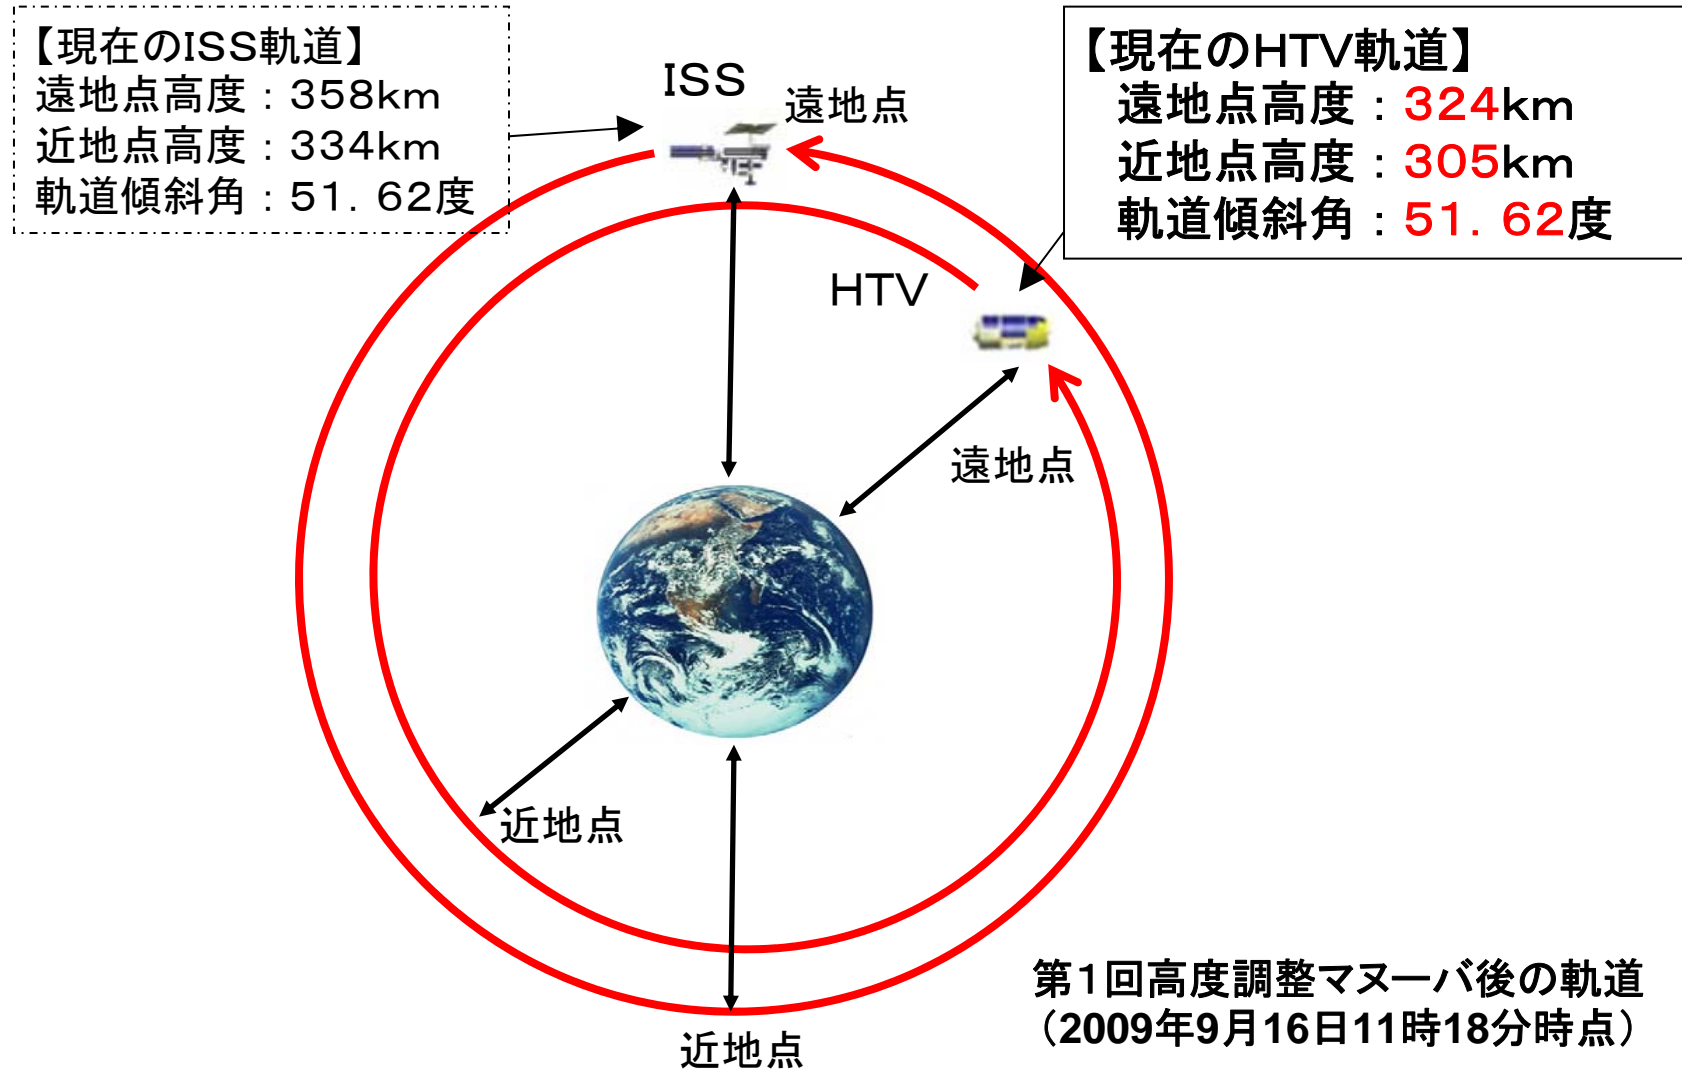 【現在のISS軌道】
遠地点高度：358km
近地点高度：334km
軌道傾斜角：51．62度
ISS
遠地点
【現在のHTV軌道】
遠地点高度：324km
近地点高度：305km
軌道傾斜角：51．62度
HTV
遠地点
近地点
近地点
第1回高度調整マヌーバ後の軌道
（2009年9月16日11時18分時点）